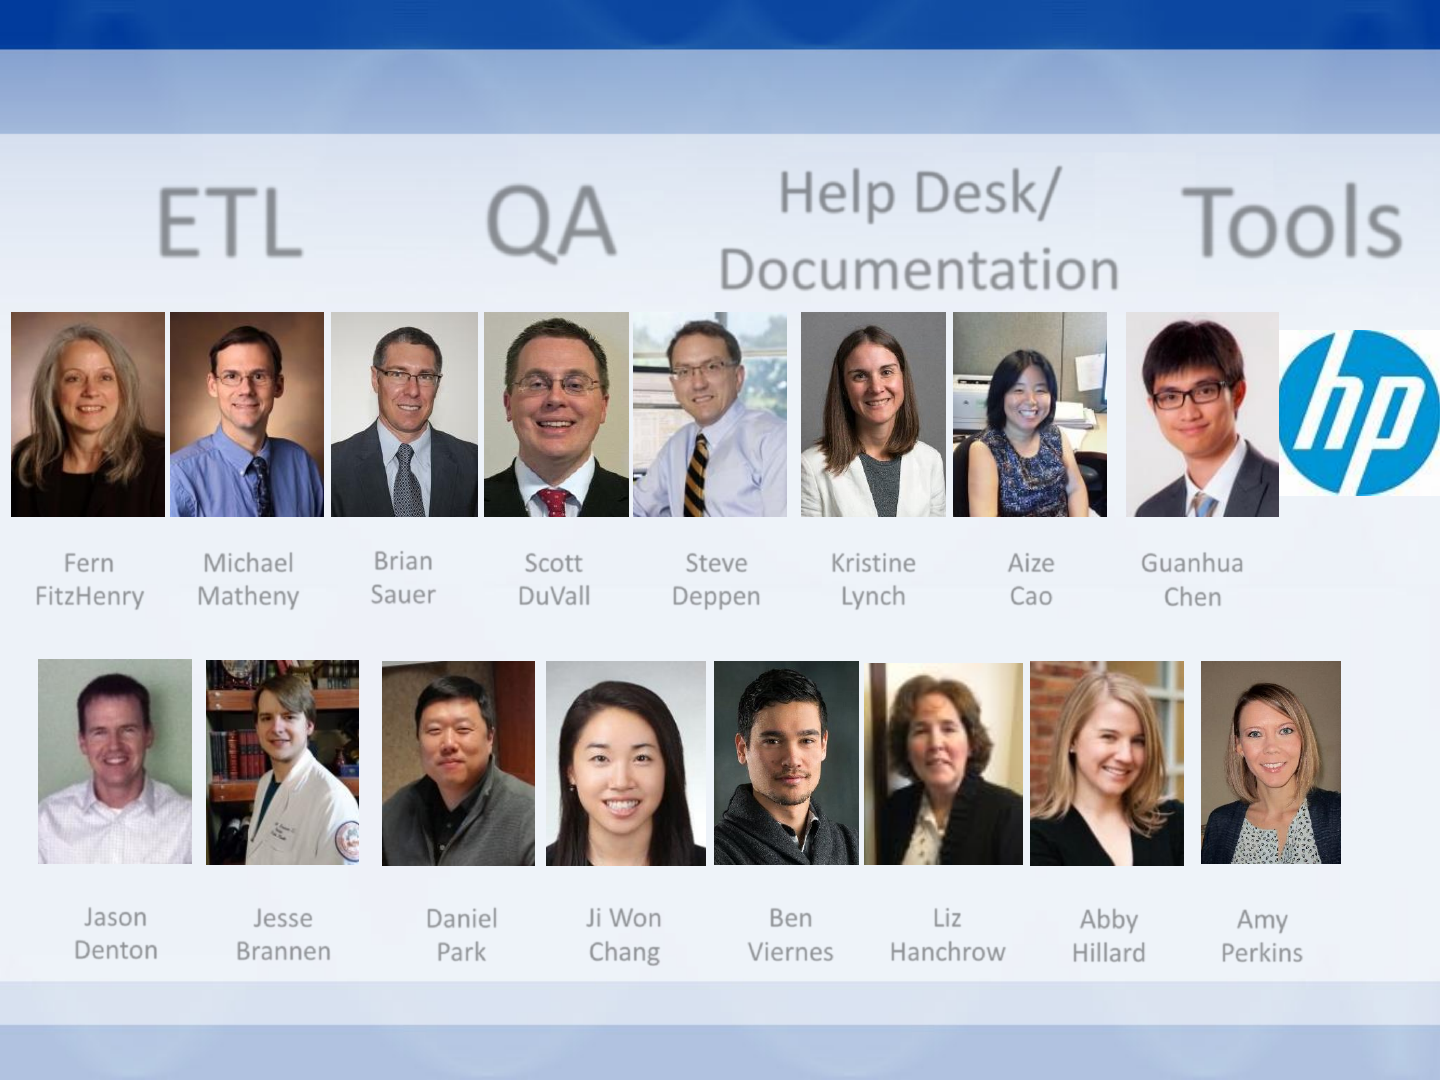 ETL
QA
Help Desk/
Documentation
Tools
hp
Fern
FitzHenry
Michael
Matheny
Brian
Sauer
Scott
DuVall
Steve
Deppen
Kristine
Lynch
Aize
Cao
Guanhua
Chen
Jason
Denton
Jesse
Brannen
Daniel
Park
Ji Won
Chang
Ben
Viernes
Liz
Hanchrow
Abby
Hillard
Amy
Perkins